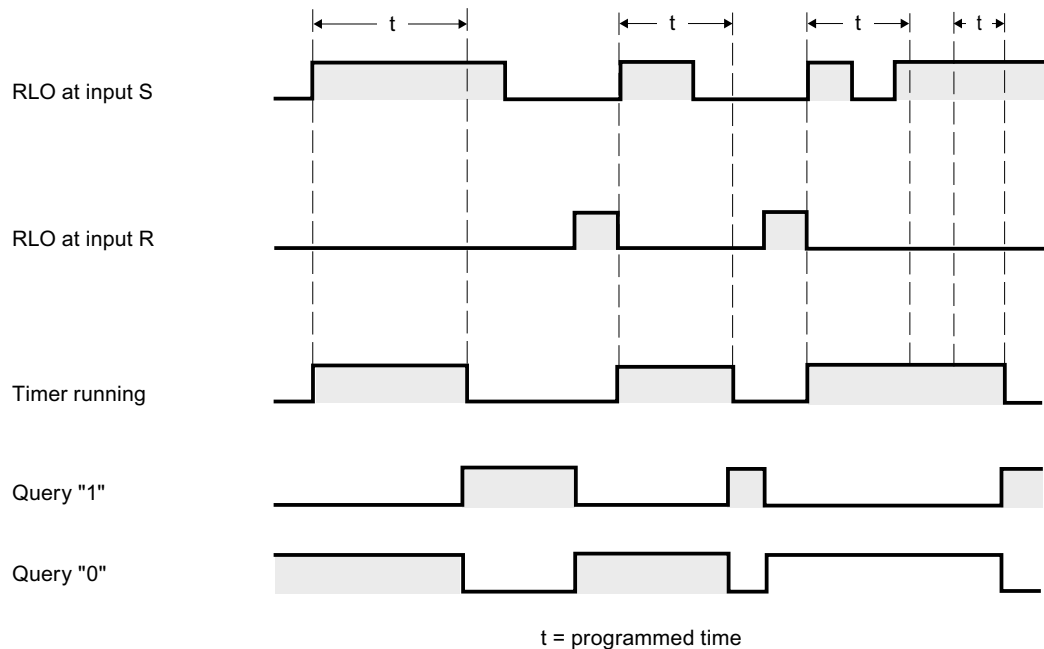 t t t t
RLO at input S
RLO at input R
Timer running
Query "1"
Query "0"
t = programmed time